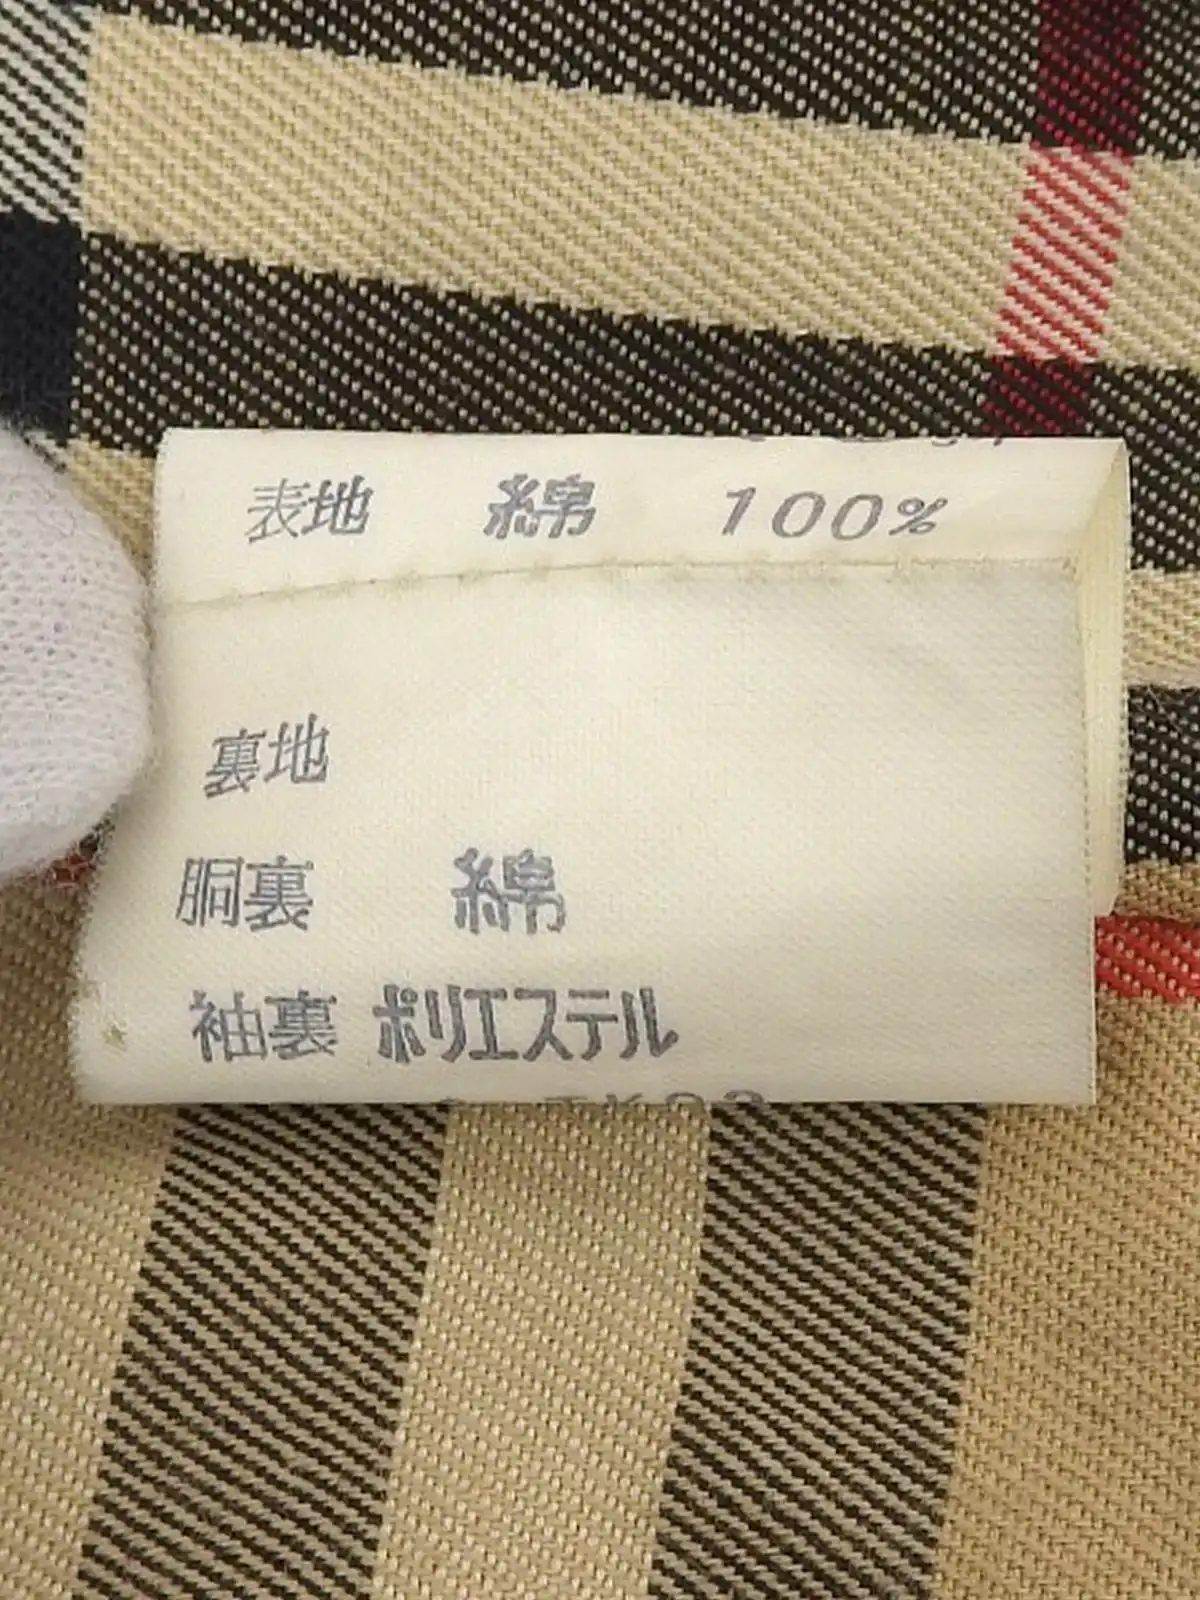 表地 綿 100%
裏地
胴裏 綿
袖裏 ポリエステル